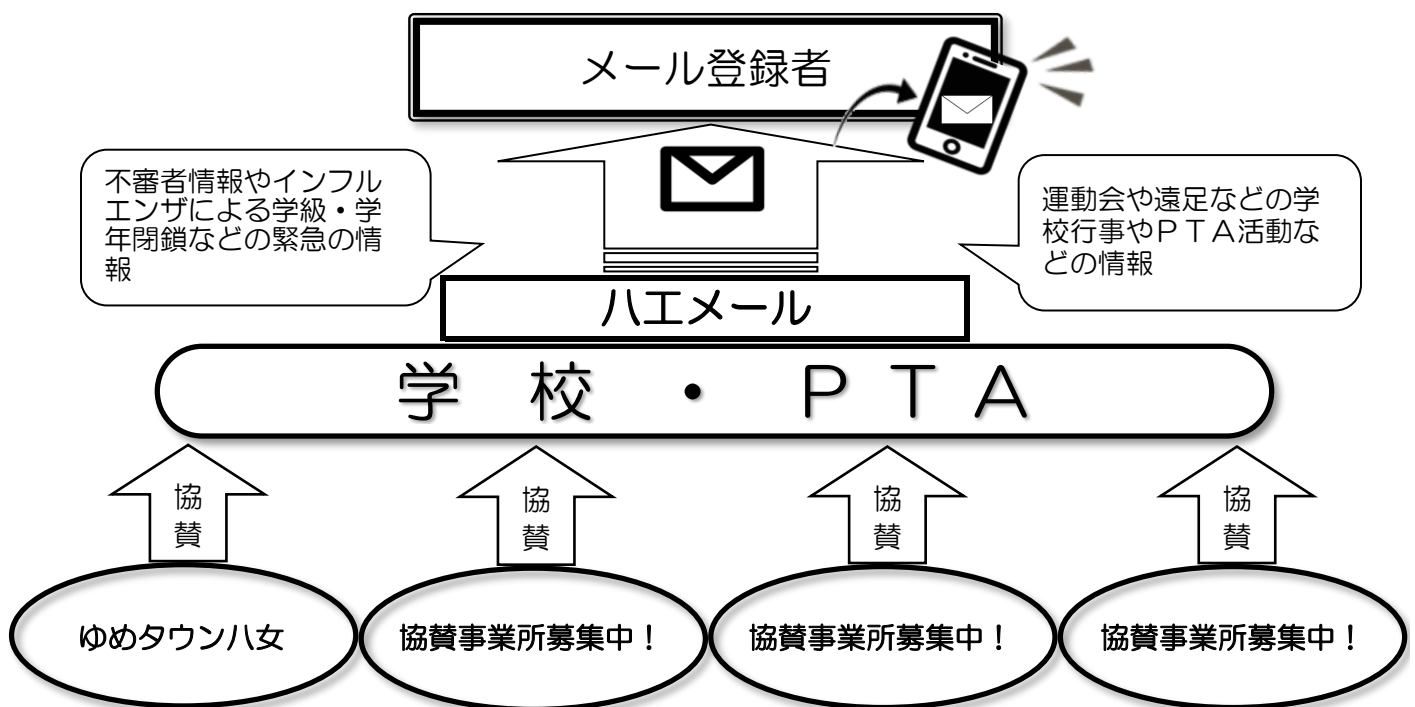 メール登録者
不審者情報やインフル
エンザによる学級・学
年閉鎖などの緊急の情
報
運動会や遠足などの学
校行事やPTA活動な
どの情報
ハエメール
学校・PTA
協
賛
協
賛
協
賛
協
賛
ゆめタウン八女
協賛事業所募集中！
協賛事業所募集中！
協賛事業所募集中！